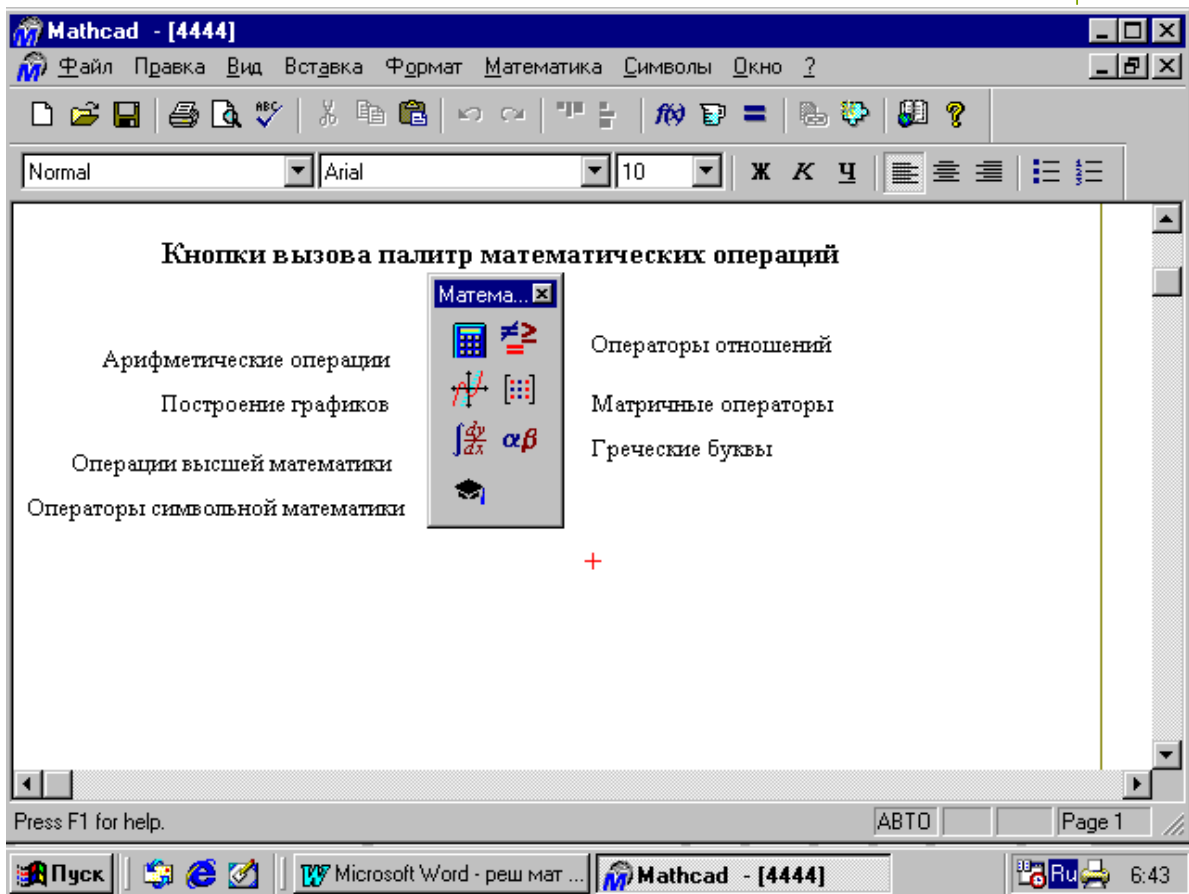 Mathcad - [4444]
Файл Правка Вид Вставка Формат Математика Символы Окно ?
Normal Arial 10 Ж К Ч
Кнопки вызова палитр математических операций
Матема...
Арифметические операции
Операторы отношений
Построение графиков
Матричные операторы
Операции высшей математики
Греческие буквы
Операторы символьной математики
Press F1 for help. АВТО Page 1
Пуск Microsoft Word - реш мат ... Mathcad - [4444] Ru 6:43